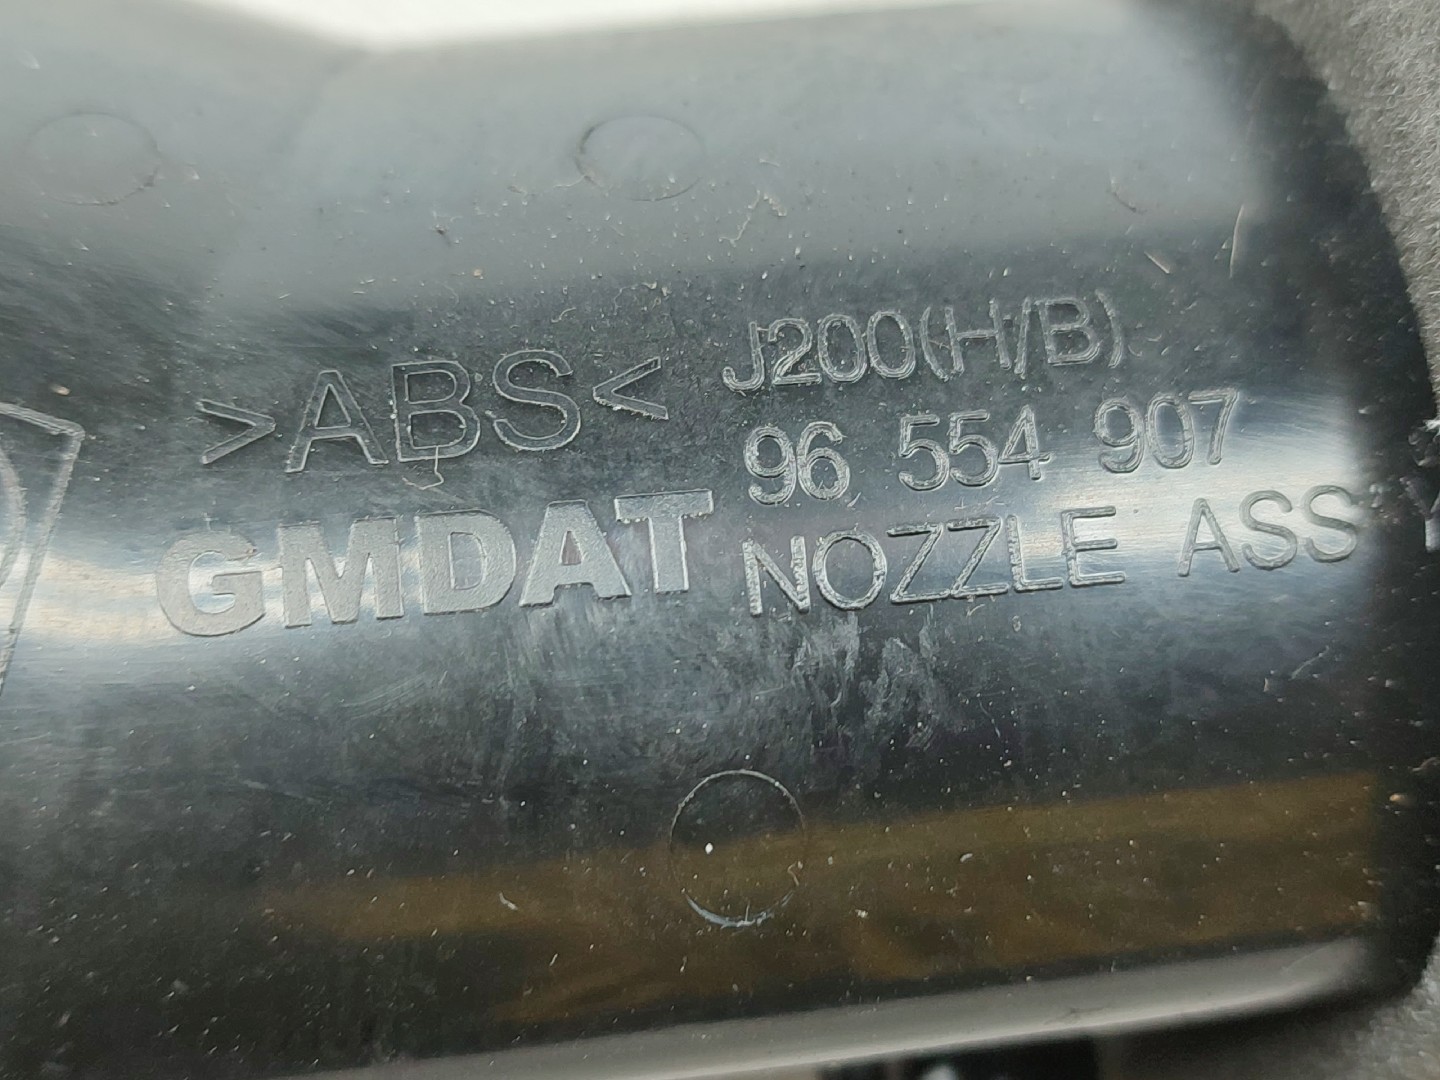 >ABS<
GMDAT
J200(H/B)
96 554 907
NOZZLE ASS Y